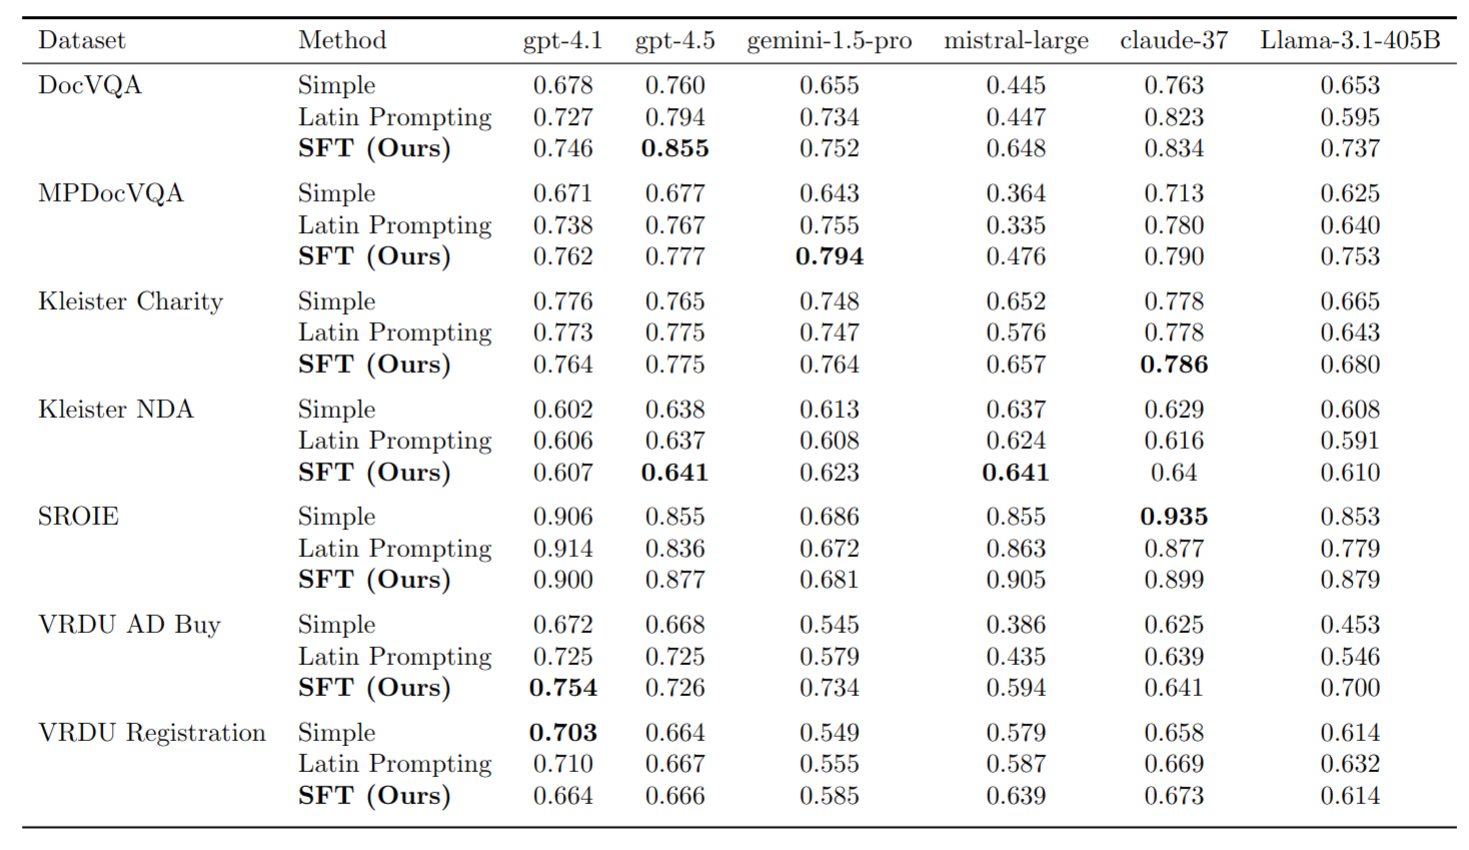 Dataset Method gpt-4.1 gpt-4.5 gemini-1.5-pro mistral-large claude-37 Llama-3.1-405B
DocVQA Simple 0.678 0.760 0.655 0.445 0.763 0.653
Latin Prompting 0.727 0.794 0.734 0.447 0.823 0.595
SFT (Ours) 0.746 0.855 0.752 0.648 0.834 0.737
MPDocVQA Simple 0.671 0.677 0.643 0.364 0.713 0.625
Latin Prompting 0.738 0.767 0.755 0.335 0.780 0.640
SFT (Ours) 0.762 0.777 0.794 0.476 0.790 0.753
Kleister Charity Simple 0.776 0.765 0.748 0.652 0.778 0.665
Latin Prompting 0.773 0.775 0.747 0.576 0.778 0.643
SFT (Ours) 0.764 0.775 0.764 0.657 0.786 0.680
Kleister NDA Simple 0.602 0.638 0.613 0.637 0.629 0.608
Latin Prompting 0.606 0.637 0.608 0.624 0.616 0.591
SFT (Ours) 0.607 0.641 0.623 0.641 0.64 0.610
SROIE Simple 0.906 0.855 0.686 0.855 0.935 0.853
Latin Prompting 0.914 0.836 0.672 0.863 0.877 0.779
SFT (Ours) 0.900 0.877 0.681 0.905 0.899 0.879
VRDU AD Buy Simple 0.672 0.668 0.545 0.386 0.625 0.453
Latin Prompting 0.725 0.725 0.579 0.435 0.639 0.546
SFT (Ours) 0.754 0.726 0.734 0.594 0.641 0.700
VRDU Registration Simple 0.703 0.664 0.549 0.579 0.658 0.614
Latin Prompting 0.710 0.667 0.555 0.587 0.669 0.632
SFT (Ours) 0.664 0.666 0.585 0.639 0.673 0.614